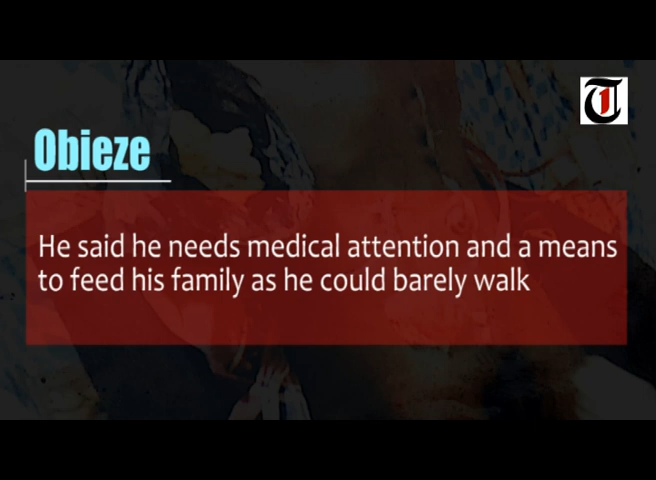 Obieze
He said he needs medical attention and a means
to feed his family as he could barely walk